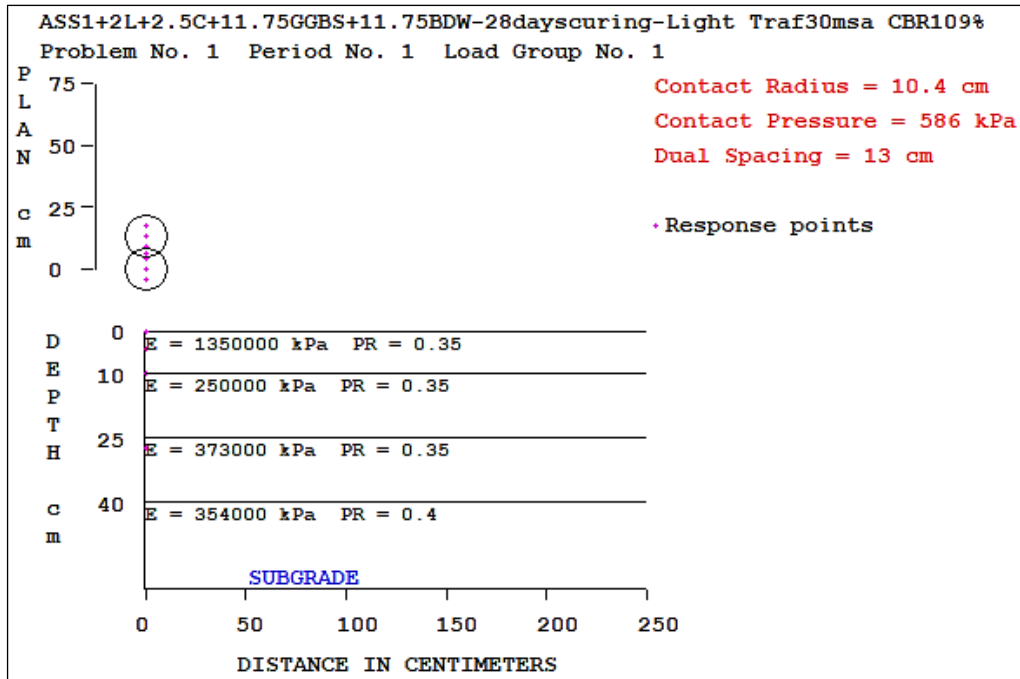 ASS1+2L+2.5C+11.75GGBS+11.75BDW-28dayscuring-Light Traf30msa CBR109%
Problem No. 1 Period No. 1 Load Group No. 1
PLAN cm
75
50
25
0
Contact Radius = 10.4 cm
Contact Pressure = 586 kPa
Dual Spacing = 13 cm
Response points
DEPTH cm
0
E = 1350000 kPa PR = 0.35
10
E = 250000 kPa PR = 0.35
25
E = 373000 kPa PR = 0.35
40
E = 354000 kPa PR = 0.4
SUBGRADE
0 50 100 150 200 250
DISTANCE IN CENTIMETERS